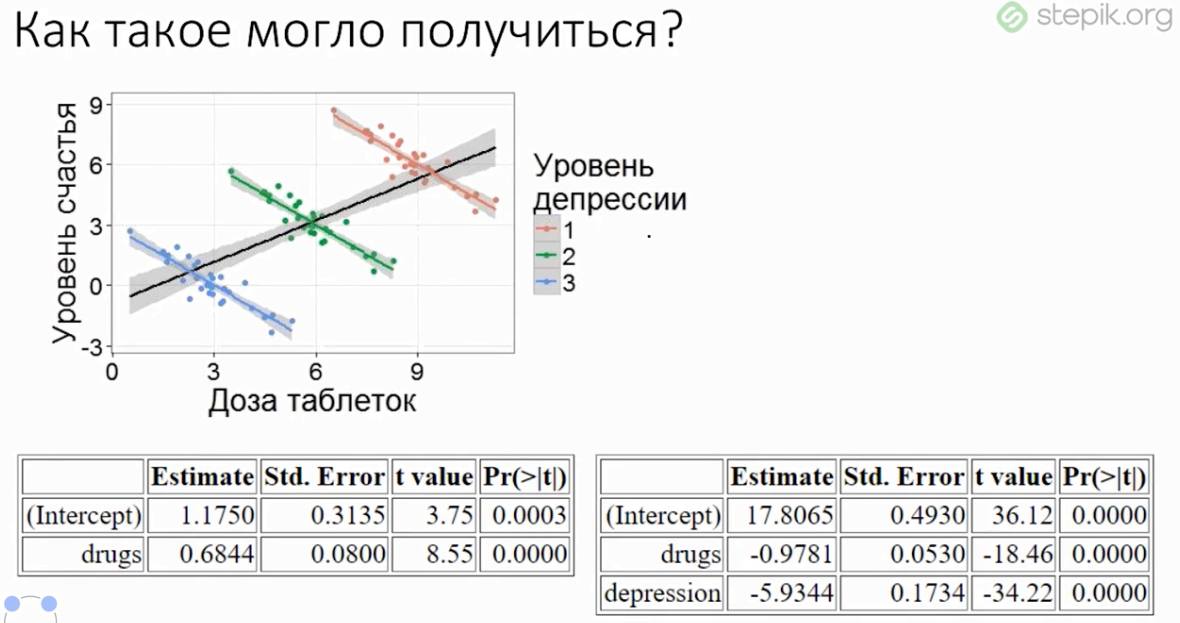 Как такое могло получиться?
stepik.org
Уровень счастья
9
6
3
0
-3
0 3 6 9
Доза таблеток
Уровень
депрессии
1
2
3
Estimate Std. Error t value Pr(>|t|)
(Intercept) 1.1750 0.3135 3.75 0.0003
drugs 0.6844 0.0800 8.55 0.0000
Estimate Std. Error t value Pr(>|t|)
(Intercept) 17.8065 0.4930 36.12 0.0000
drugs -0.9781 0.0530 -18.46 0.0000
depression -5.9344 0.1734 -34.22 0.0000